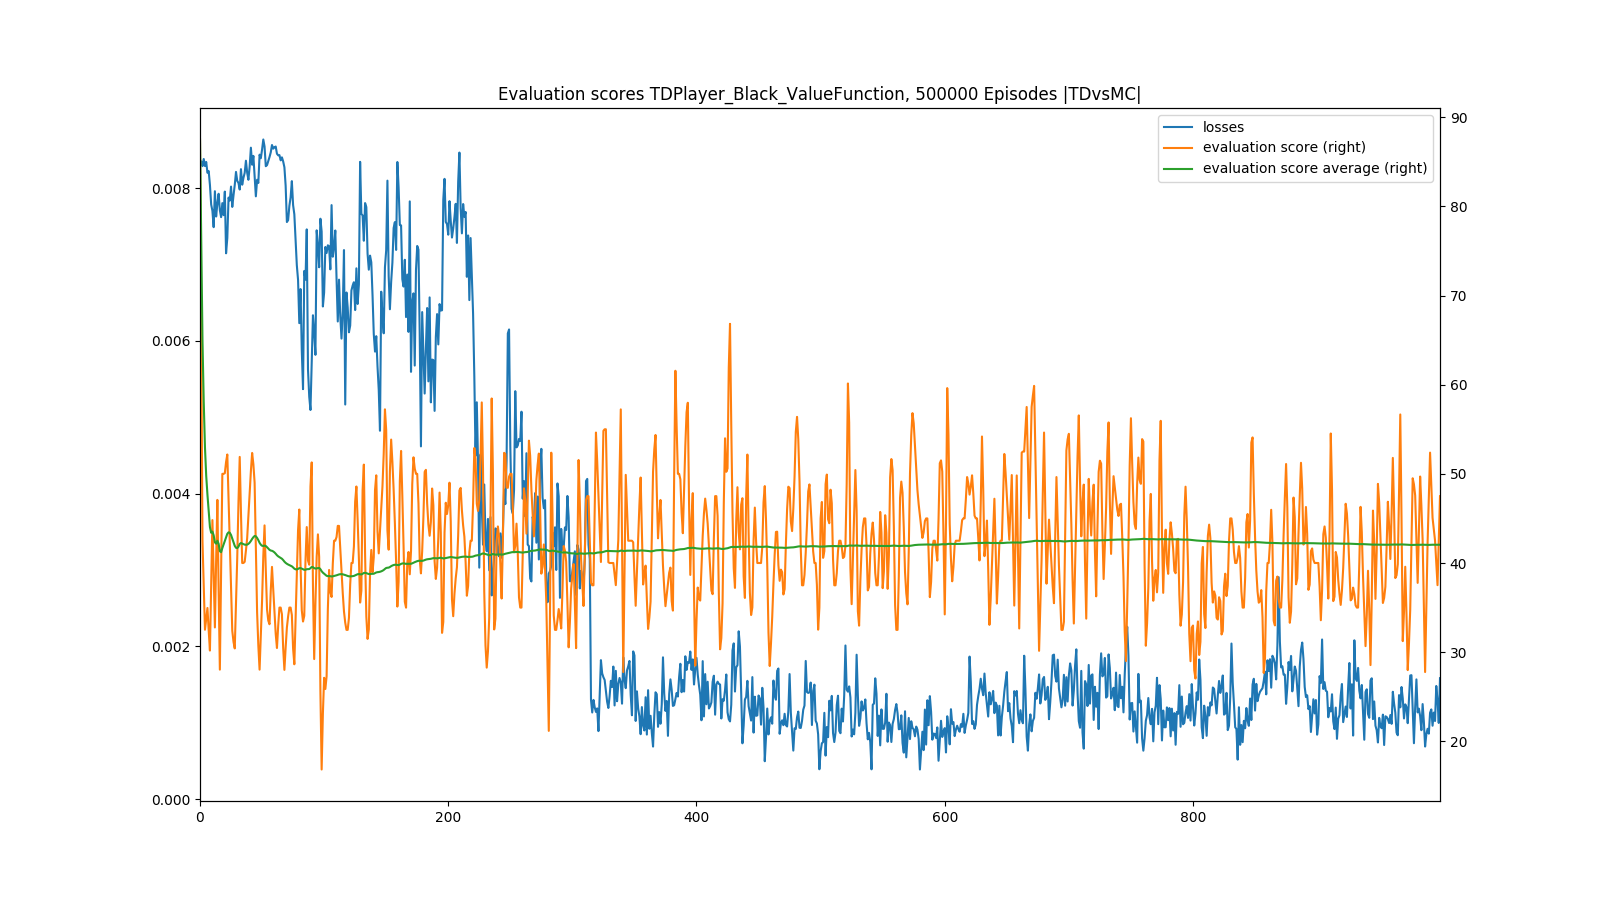 Evaluation scores TDPlayer_Black_ValueFunction, 500000 Episodes |TDvsMC|
losses
evaluation score (right)
evaluation score average (right)
0.008
0.006
0.004
0.002
0.000
90
80
70
60
50
40
30
20
0 200 400 600 800